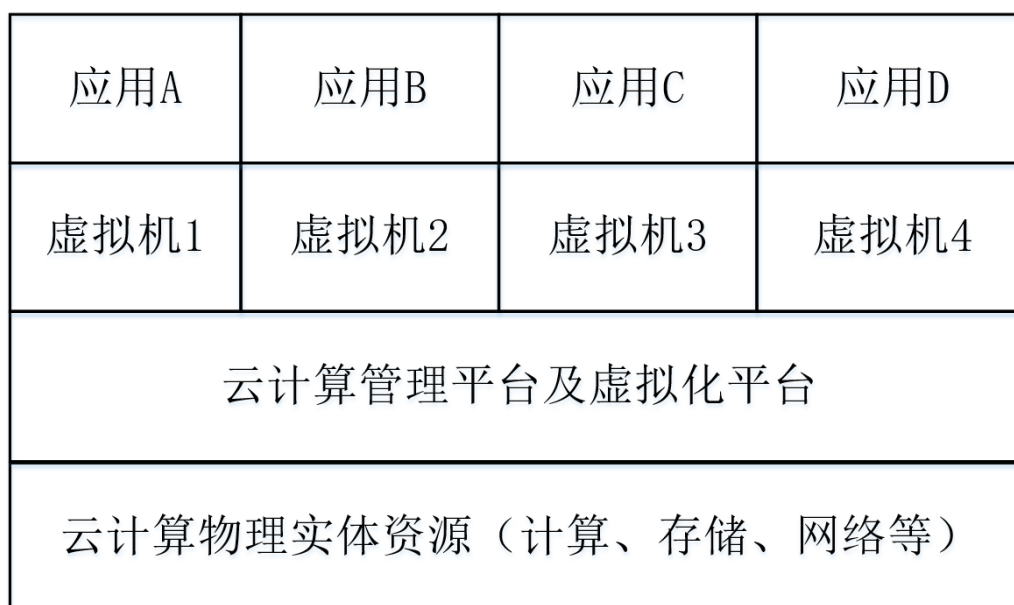 应用A 应用B 应用C 应用D
虚拟机1 虚拟机2 虚拟机3 虚拟机4
云计算管理平台及虚拟化平台
云计算物理实体资源（计算、存储、网络等）